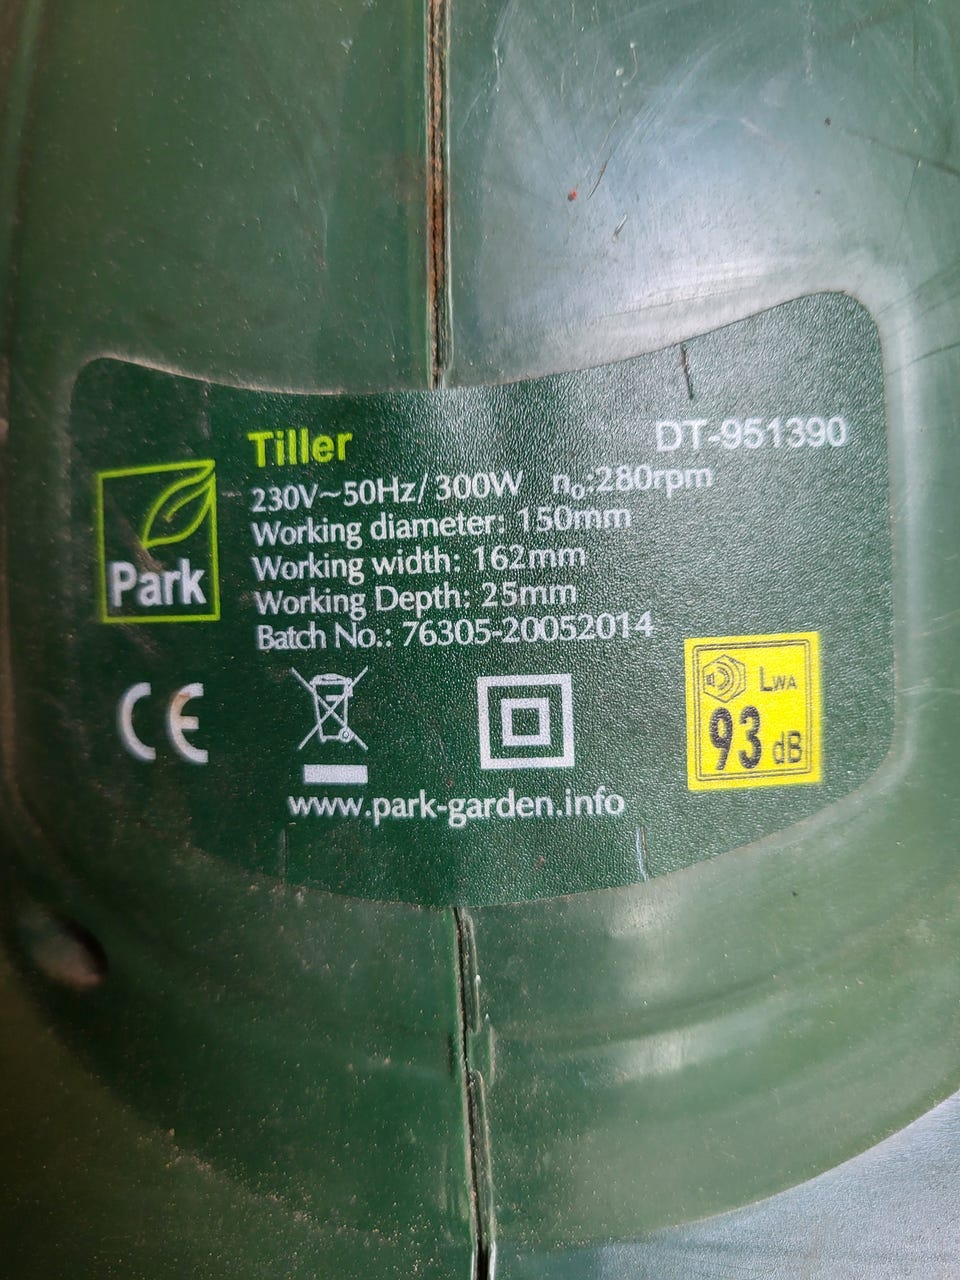 Tiller
DT-951390
230V~50Hz/300W n₀:280rpm
Working diameter: 150mm
Working width: 162mm
Working Depth: 25mm
Batch No.: 76305-20052014
Park
CE
LWA
93 dB
www.park-garden.info